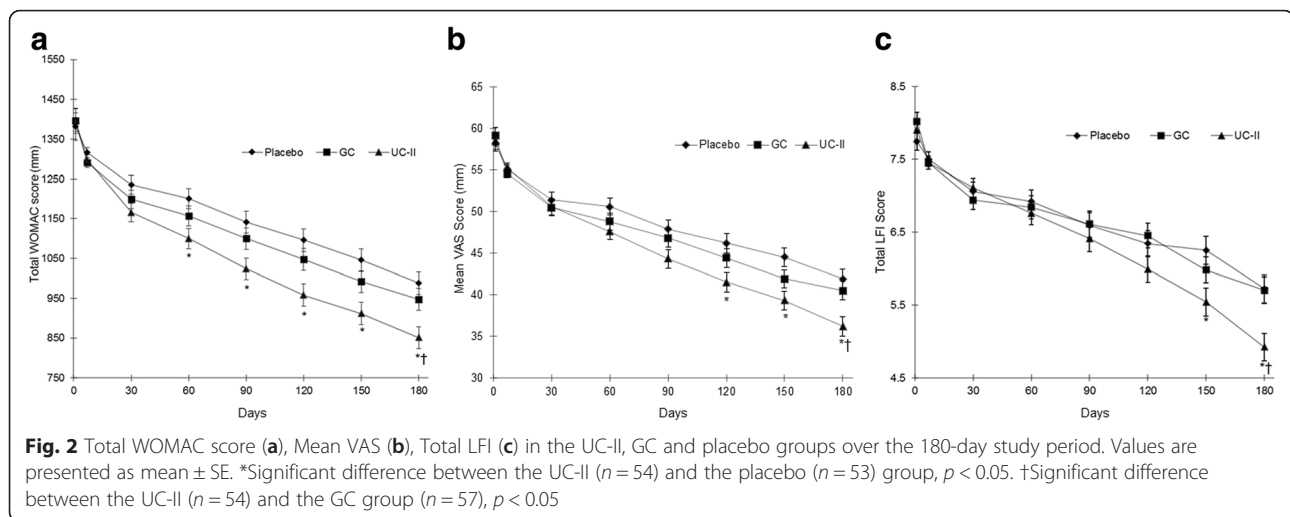 a
1550
1450
1350
1250
1150
1050
950
850
750
Total WOMAC score (mm)
Placebo GC UC-II
* * * * *†
0 30 60 90 120 150 180
Days
b
65
60
55
50
45
40
35
30
Mean VAS Score (mm)
Placebo GC UC-II
* * *†
0 30 60 90 120 150 180
Days
c
8.5
7.5
6.5
5.5
4.5
Total LFI Score
Placebo GC UC-II
* *†
0 30 60 90 120 150 180
Days
Fig. 2 Total WOMAC score (a), Mean VAS (b), Total LFI (c) in the UC-II, GC and placebo groups over the 180-day study period. Values are
presented as mean ± SE. *Significant difference between the UC-II (n = 54) and the placebo (n = 53) group, p < 0.05. †Significant difference
between the UC-II (n = 54) and the GC group (n = 57), p < 0.05